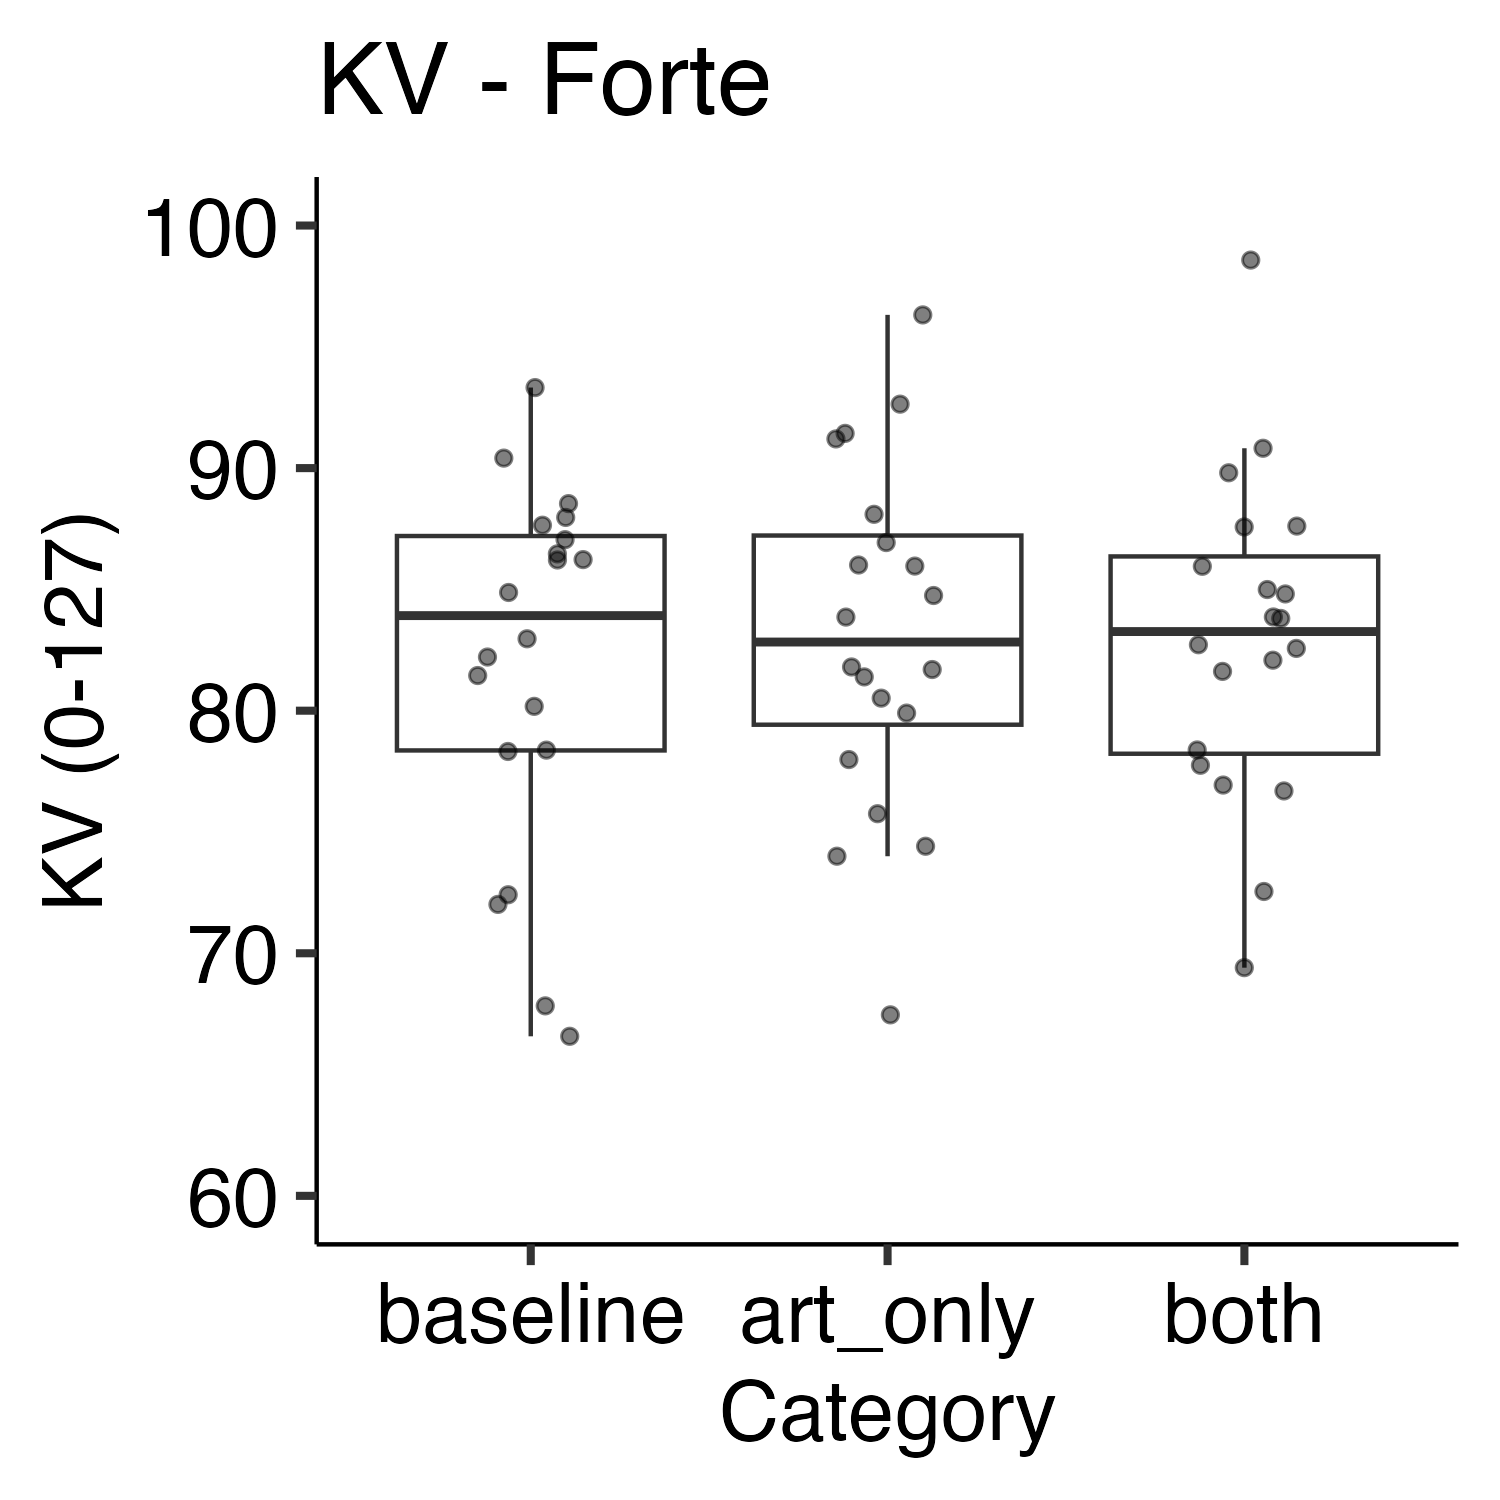 KV - Forte
KV (0-127)
100
90
80
70
60
baseline art_only both
Category